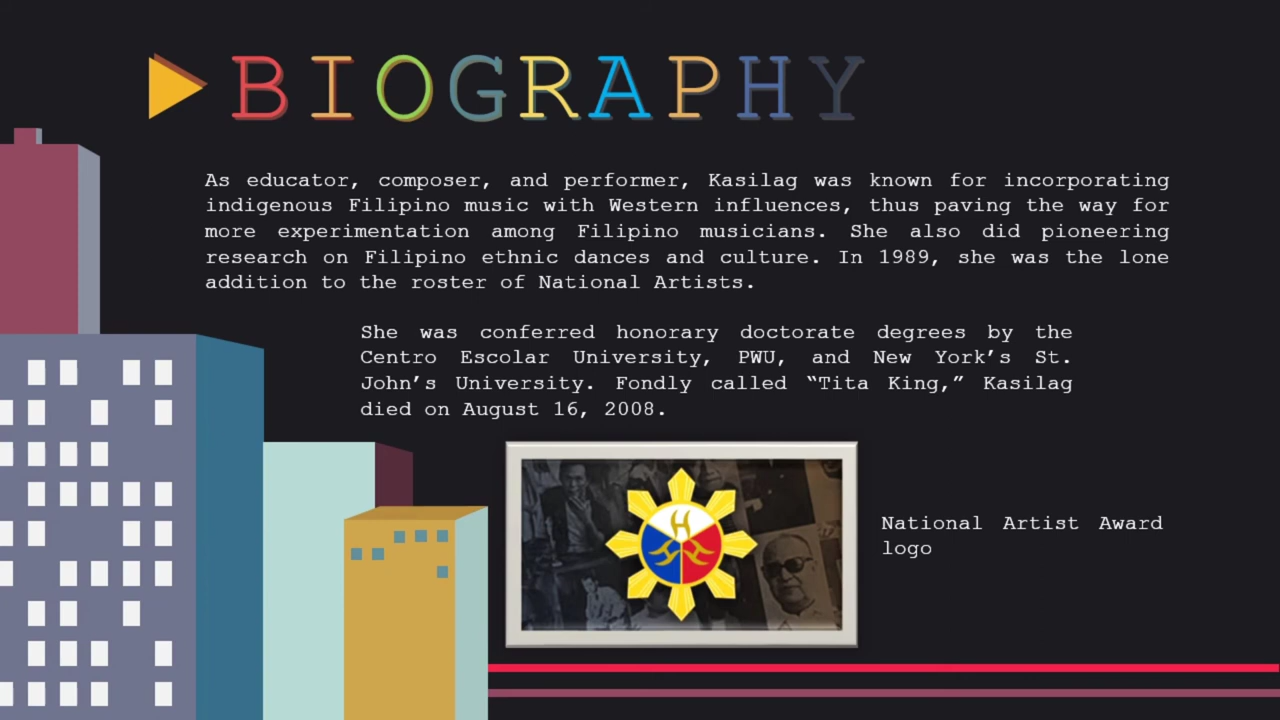 BIOGRAPHY
As educator, composer, and performer, Kasilag was known for incorporating
indigenous Filipino music with Western influences, thus paving the way for
more experimentation among Filipino musicians. She also did pioneering
research on Filipino ethnic dances and culture. In 1989, she was the lone
addition to the roster of National Artists.
She was conferred honorary doctorate degrees by the
Centro Escolar University, PWU, and New York’s St.
John’s University. Fondly called “Tita King,” Kasilag
died on August 16, 2008.
National Artist Award
logo